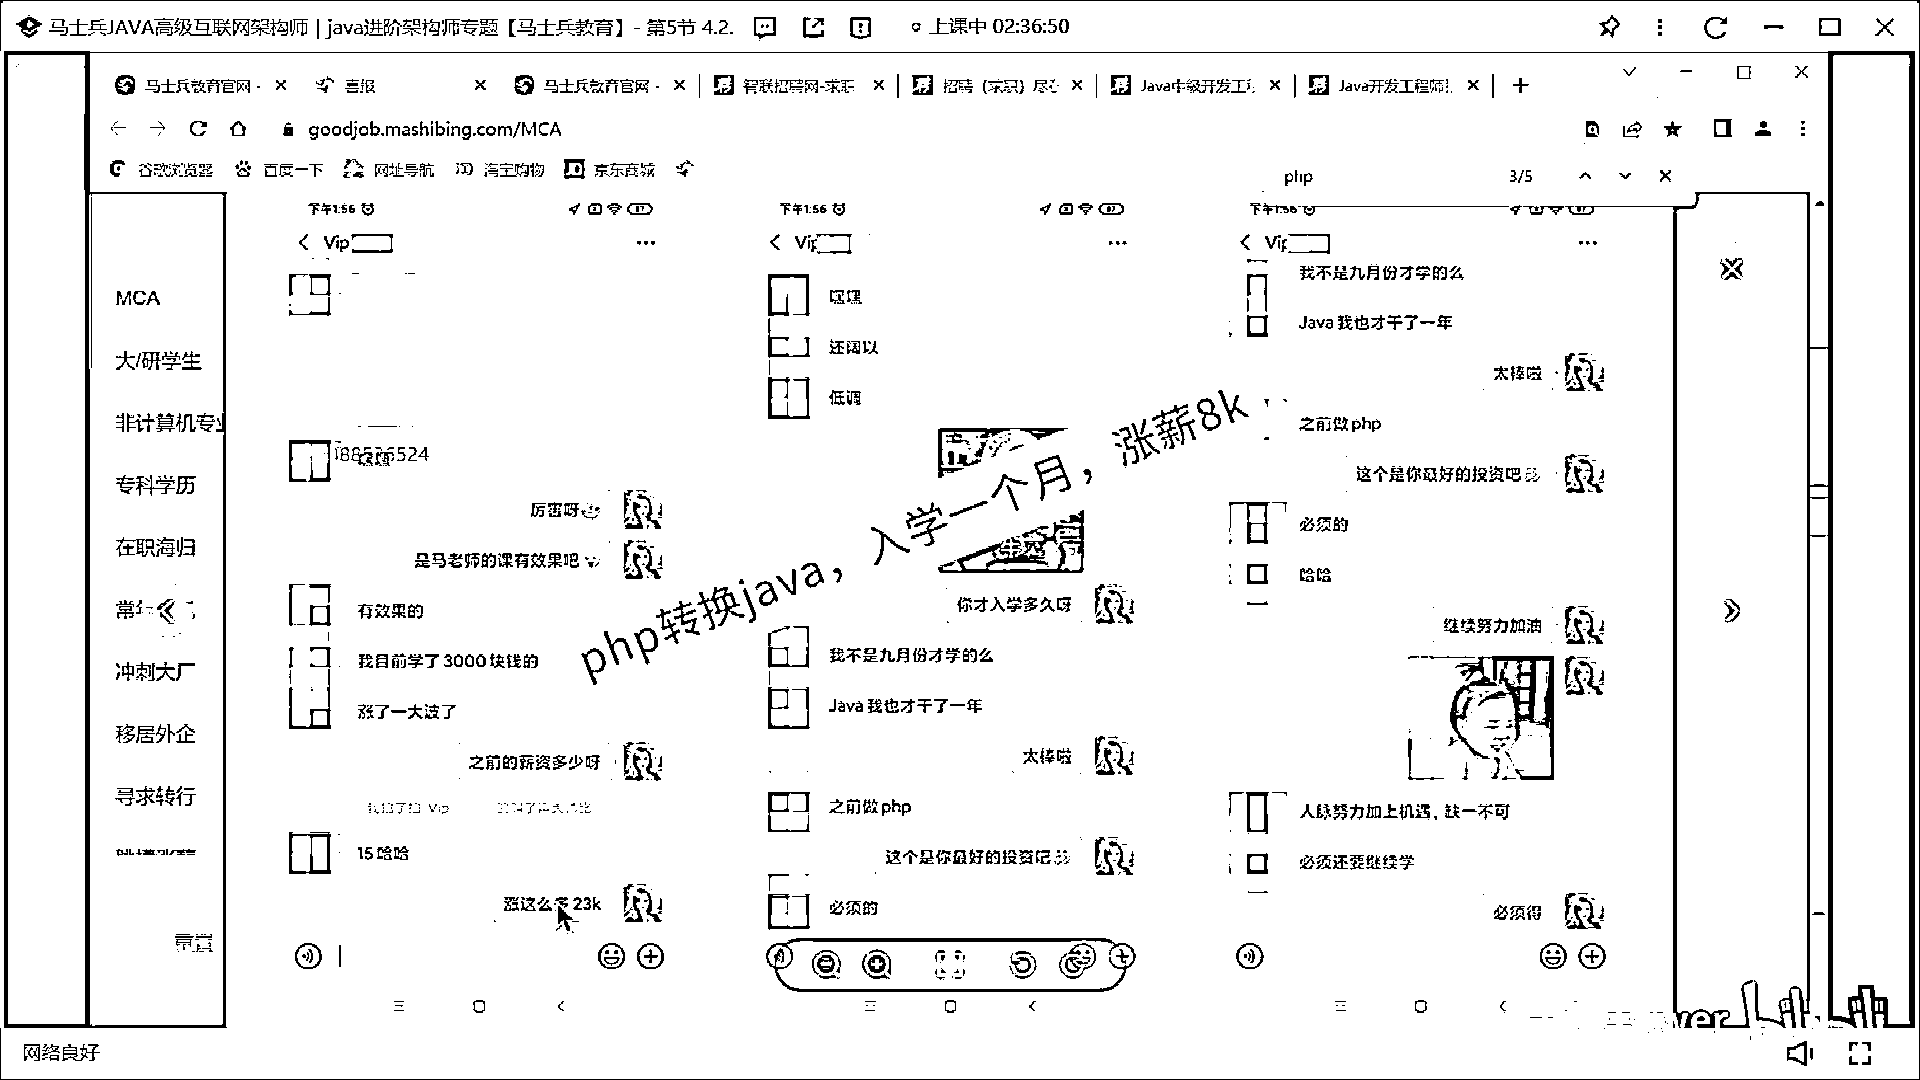 马士兵JAVA高级互联网架构师 | java进阶架构师专题【马士兵教育】- 第5节 4.2.
上课中 02:36:50
马士兵教育官网 -
喜报
马士兵教育官网 -
智联招聘网-求职
招聘（求职）尽
Java中级开发工
Java开发工程师
goodjob.mashibing.com/MCA
谷歌浏览器
百度一下
网址导航
淘宝购物
京东商城
php
3/5
MCA
大/研学生
非计算机专业
专科学历
在职海归
冲刺大厂
移居外企
寻求转行
重置
下午1:56
Vip
厉害呀
是马老师的课有效果吧
有效果的
我目前学了3000块钱的
涨了一大波了
之前的薪资多少呀
15哈哈
涨这么多23k
下午1:56
Vip
嘿嘿
还阔以
低调
你才入学多久呀
我不是九月份才学的么
Java我也才干了一年
太棒啦
之前做php
这个是你最好的投资吧
必须的
下午1:56
Vip
我不是九月份才学的么
Java我也才干了一年
太棒啦
之前做php
这个是你最好的投资吧
必须的
哈哈
继续努力加油
人脉努力加上机遇，缺一不可
必须还要继续学
必须得
php转换java，入学一个月，涨薪8k
网络良好